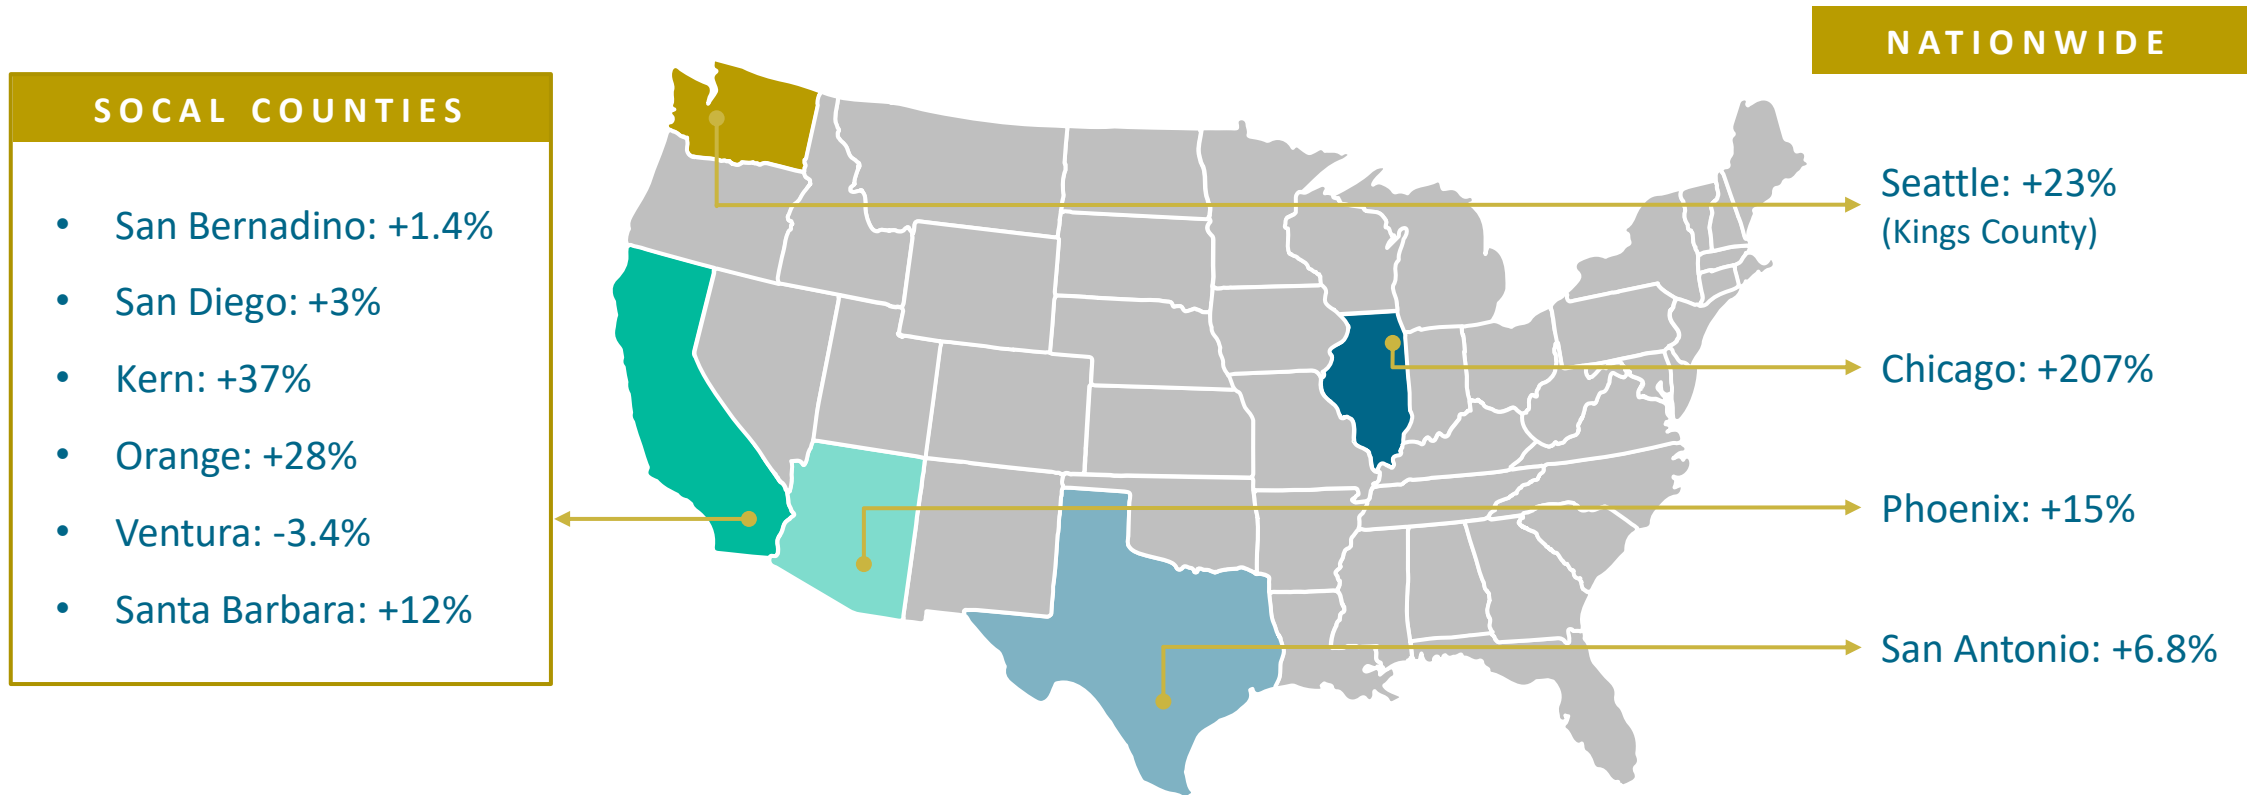 SOCAL COUNTIES
• San Bernadino: +1.4%
• San Diego: +3%
• Kern: +37%
• Orange: +28%
• Ventura: -3.4%
• Santa Barbara: +12%
NATIONWIDE
Seattle: +23%
(Kings County)
Chicago: +207%
Phoenix: +15%
San Antonio: +6.8%